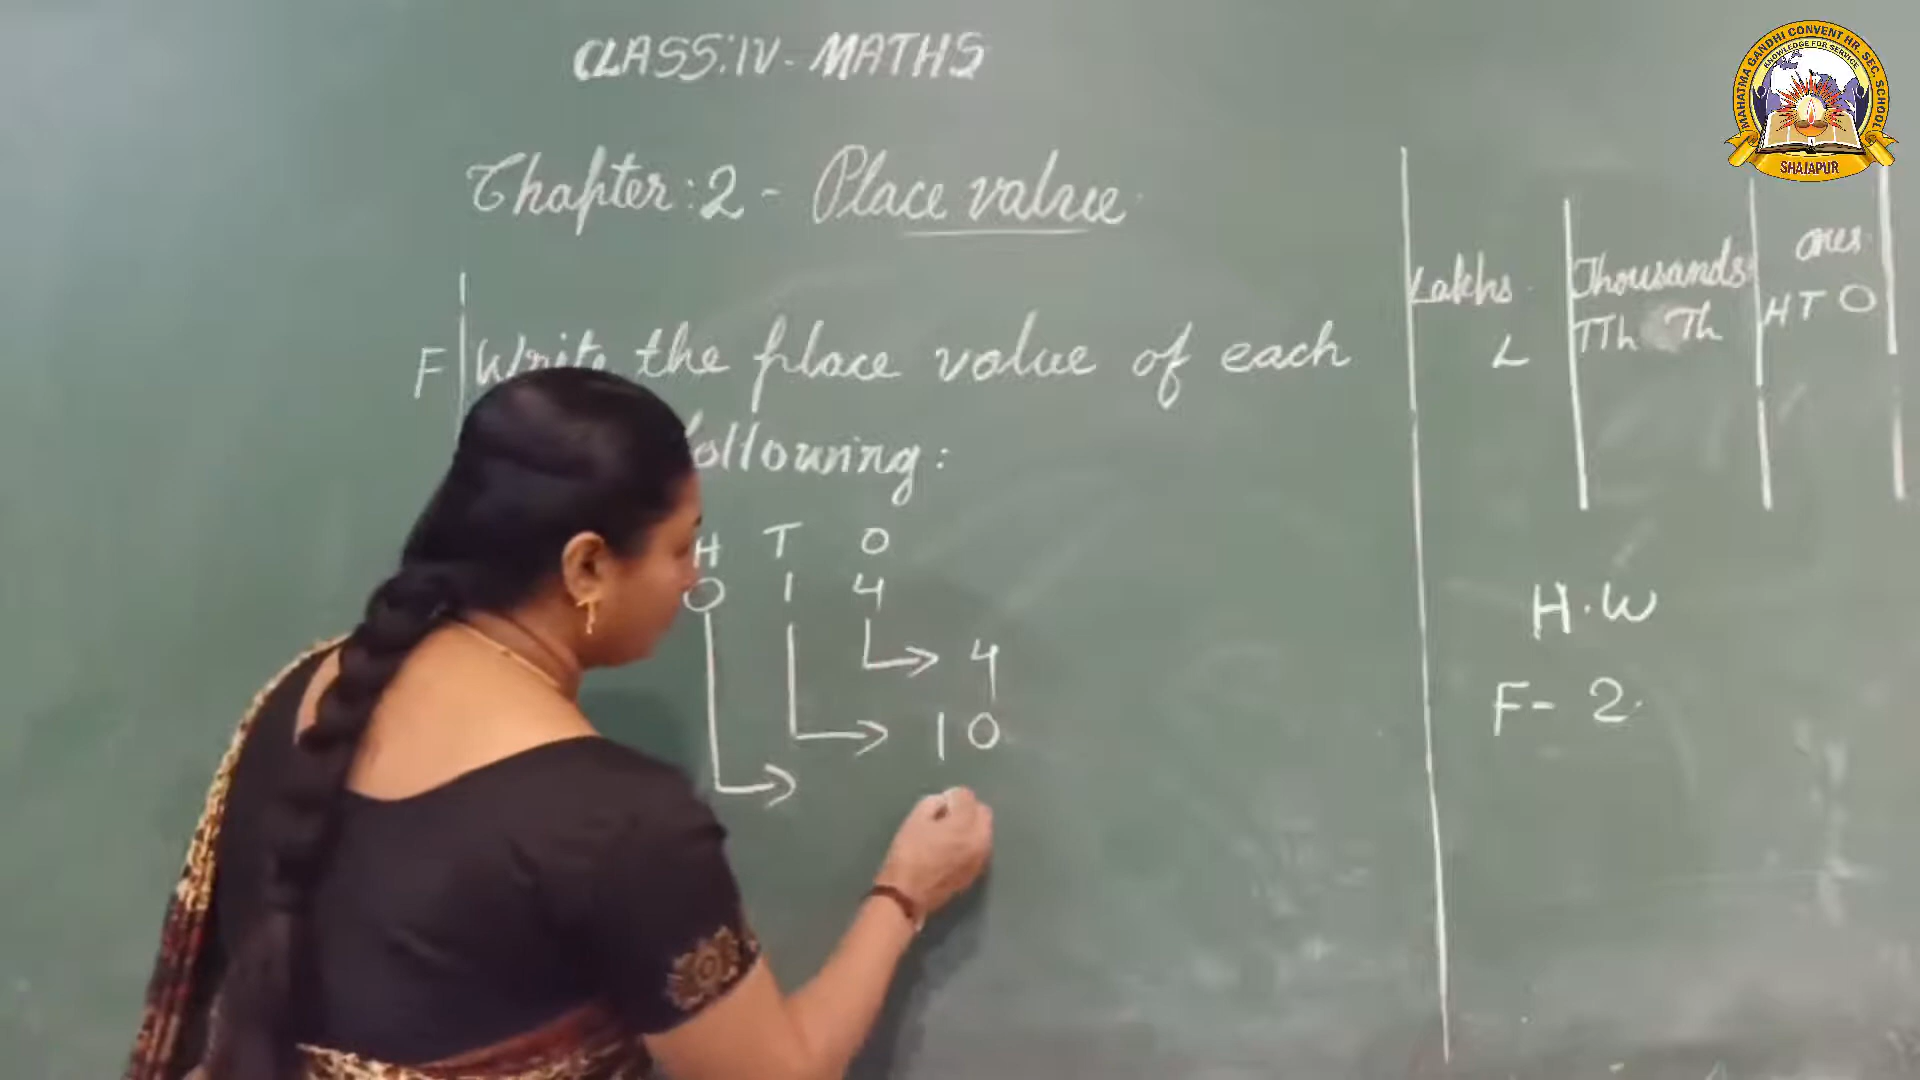 CLASS:IV - MATHS
Chapter: 2 - Place value
F Write the place value of each
following:
H T O
0 1 4
4
10
Lakhs Thousands ones
L TTh Th H T O
H.W
F- 2.
MAHATMA GANDHI CONVENT HR. SEC. SCHOOL
KNOWLEDGE FOR SERVICE
SHAJAPUR